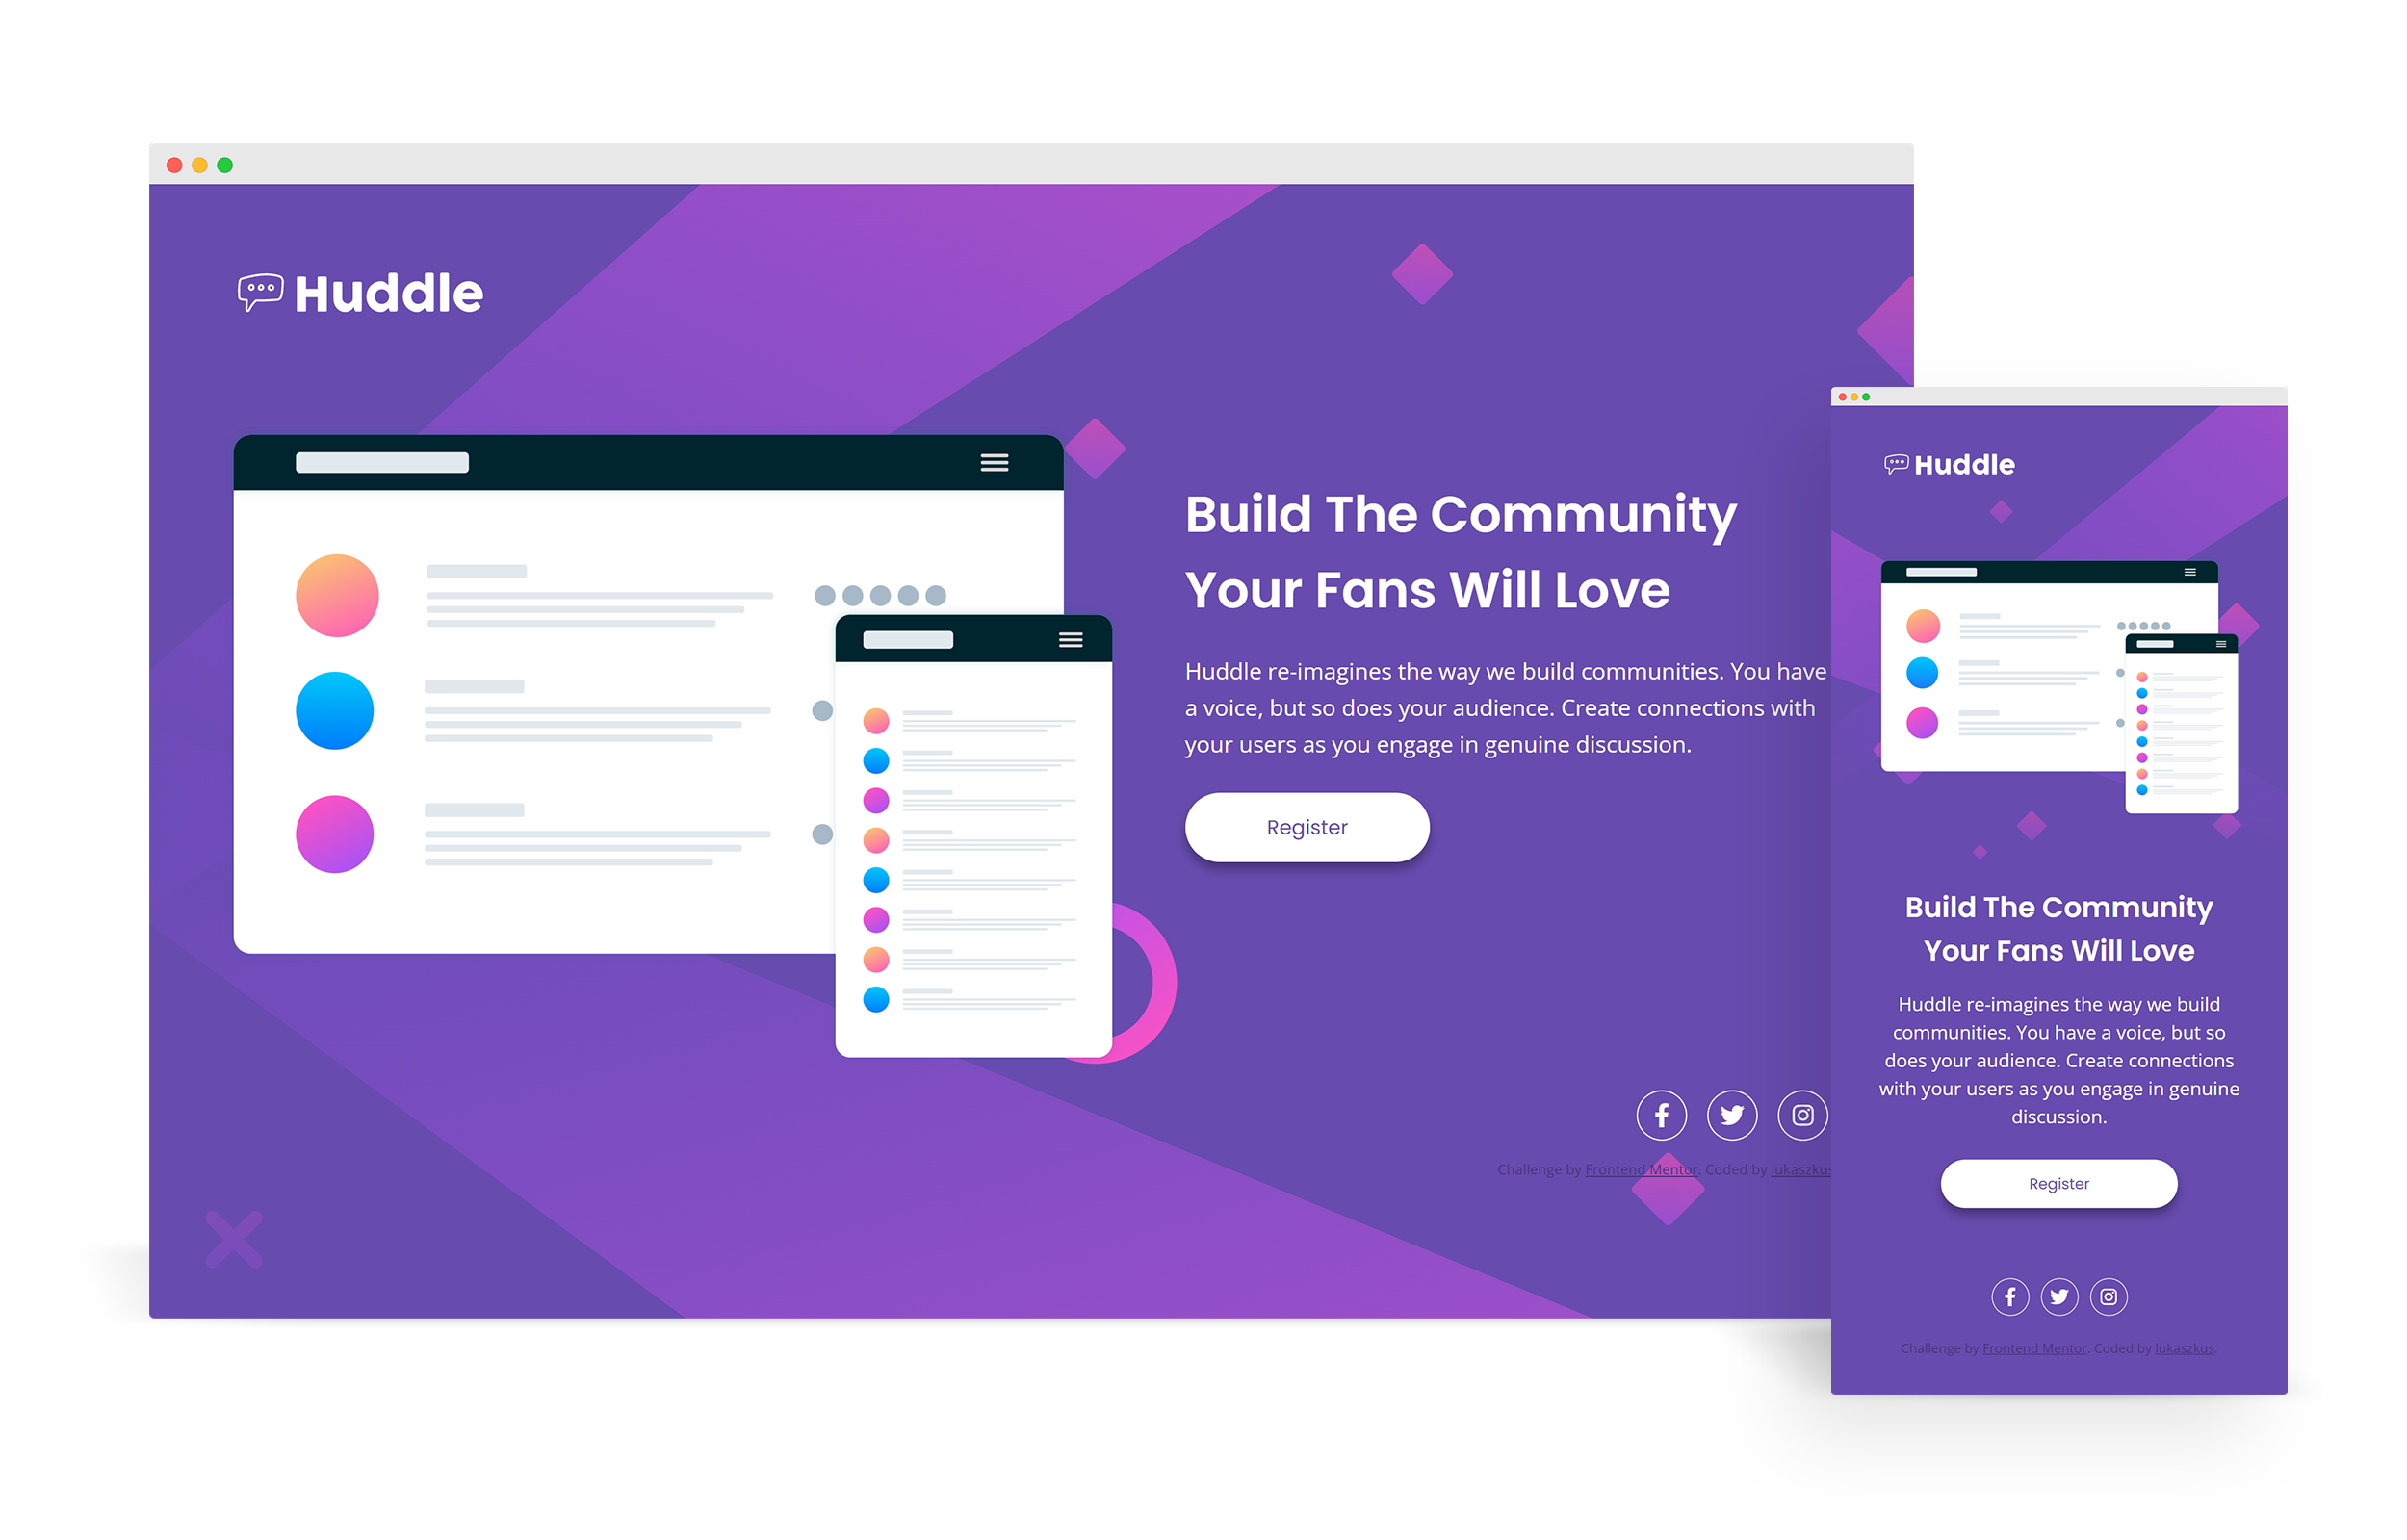 Huddle
Build The Community
Your Fans Will Love
Huddle re-imagines the way we build communities. You have
a voice, but so does your audience. Create connections with
your users as you engage in genuine discussion.
Register
Challenge by Frontend Mentor. Coded by lukaszkus
Huddle
Build The Community
Your Fans Will Love
Huddle re-imagines the way we build
communities. You have a voice, but so
does your audience. Create connections
with your users as you engage in genuine
discussion.
Register
Challenge by Frontend Mentor. Coded by lukaszkus.